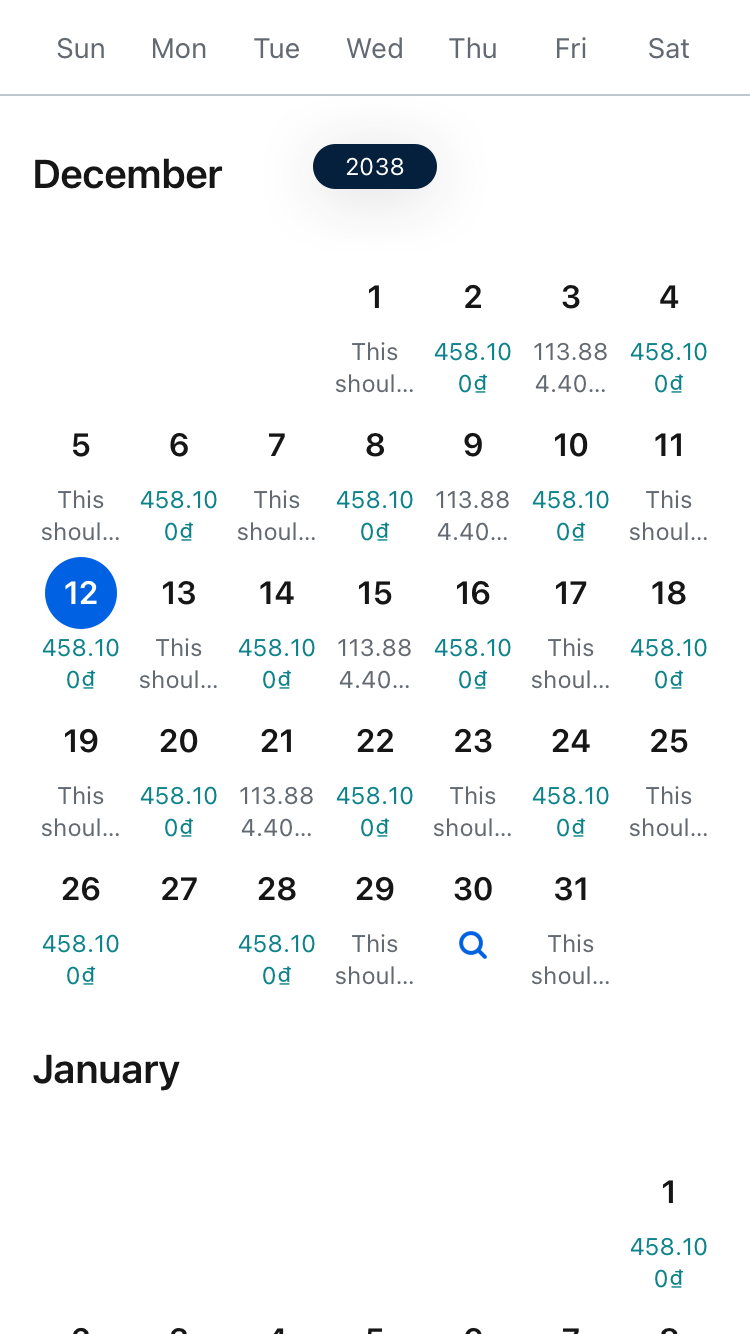 Sun Mon Tue Wed Thu Fri Sat
December
2038
1 2 3 4
This 458.10 113.88 458.10
shoul... 0₫ 4.40... 0₫
5 6 7 8 9 10 11
This 458.10 This 458.10 113.88 458.10 This
shoul... 0₫ shoul... 0₫ 4.40... 0₫ shoul...
12 13 14 15 16 17 18
458.10 This 458.10 113.88 458.10 This 458.10
0₫ shoul... 0₫ 4.40... 0₫ shoul... 0₫
19 20 21 22 23 24 25
This 458.10 113.88 458.10 This 458.10 This
shoul... 0₫ 4.40... 0₫ shoul... 0₫ shoul...
26 27 28 29 30 31
458.10 458.10 This This
0₫ 0₫ shoul... shoul...
January
1
458.10
0₫